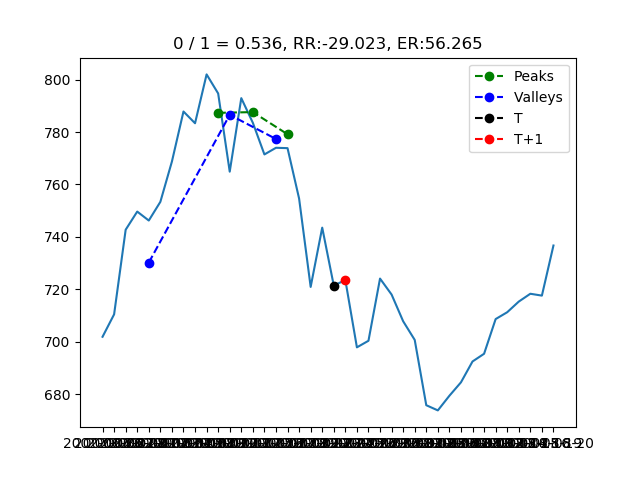 0 / 1 = 0.536, RR:-29.023, ER:56.265
800
780
760
740
720
700
680
Peaks
Valleys
T
T+1